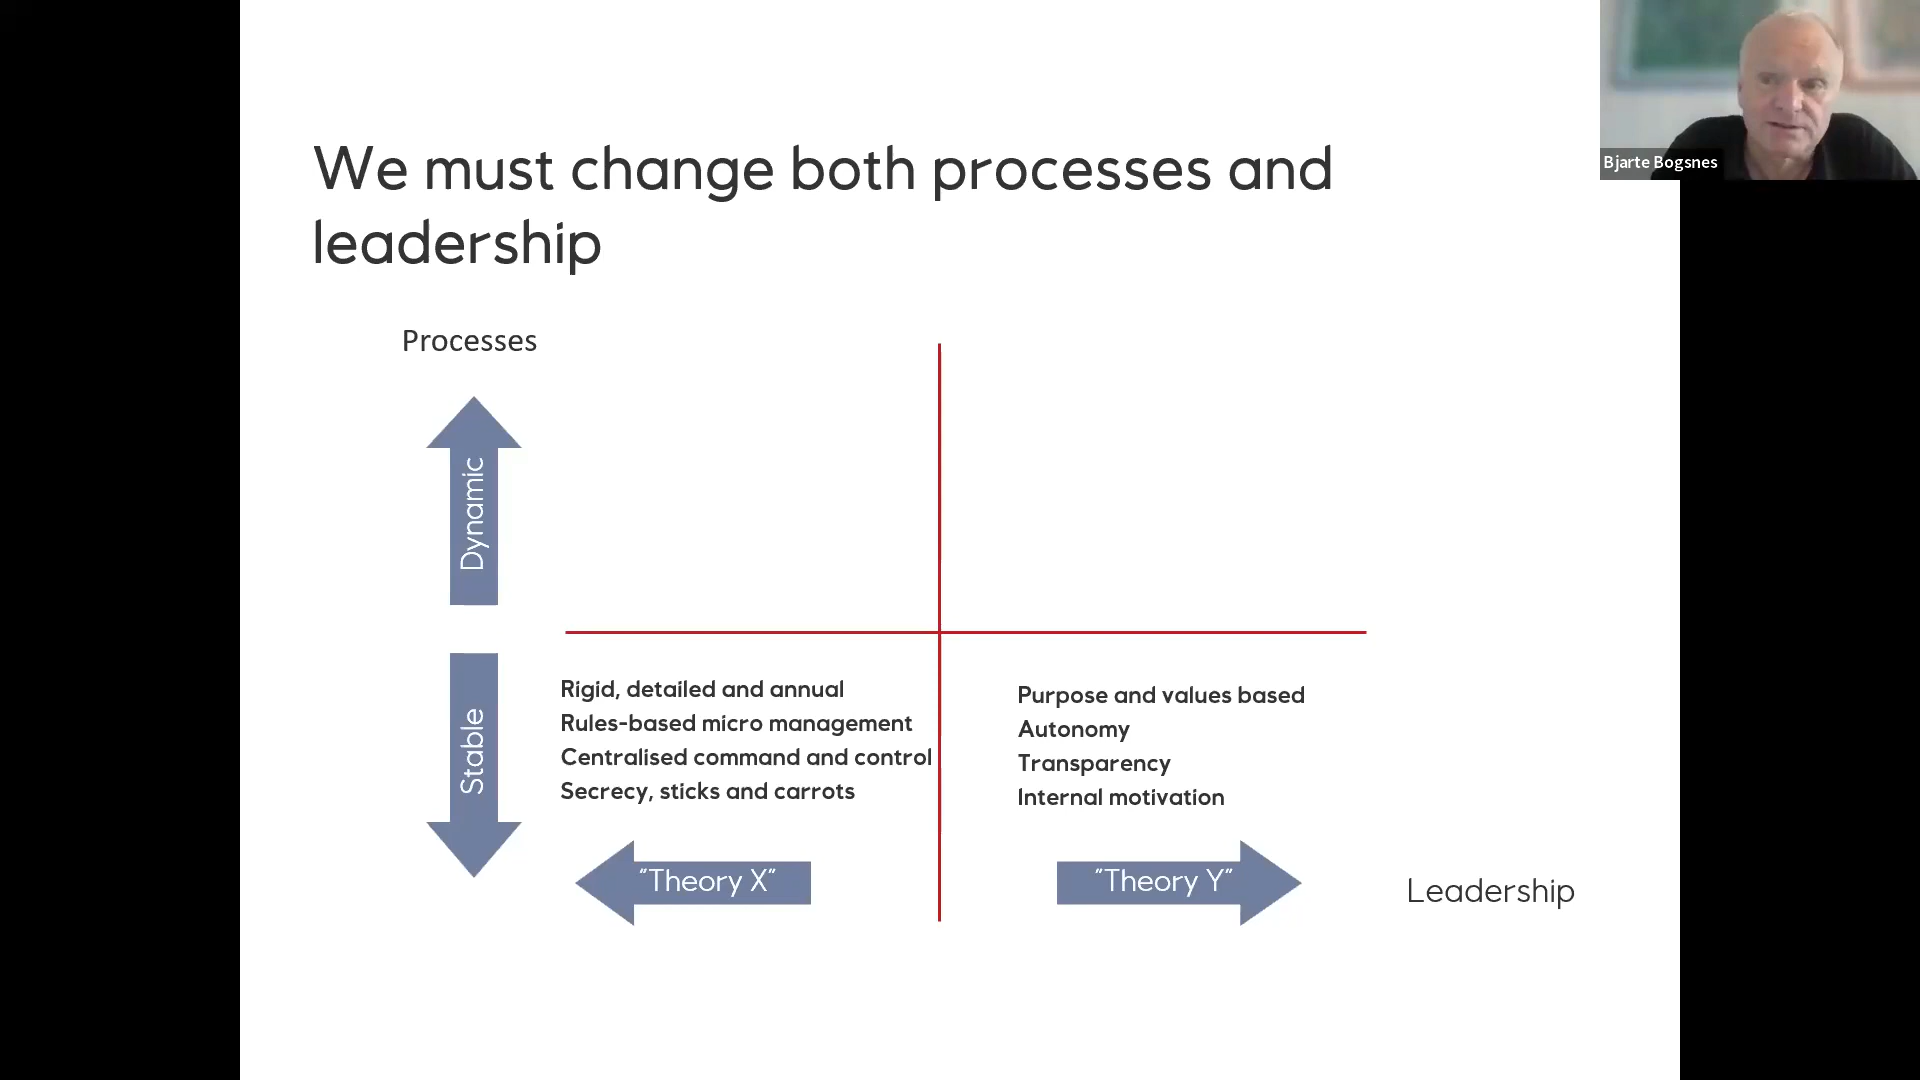 We must change both processes and
leadership
Bjarte Bogsnes
Processes
Dynamic
Stable
Rigid, detailed and annual
Rules-based micro management
Centralised command and control
Secrecy, sticks and carrots
Purpose and values based
Autonomy
Transparency
Internal motivation
"Theory X"
"Theory Y"
Leadership